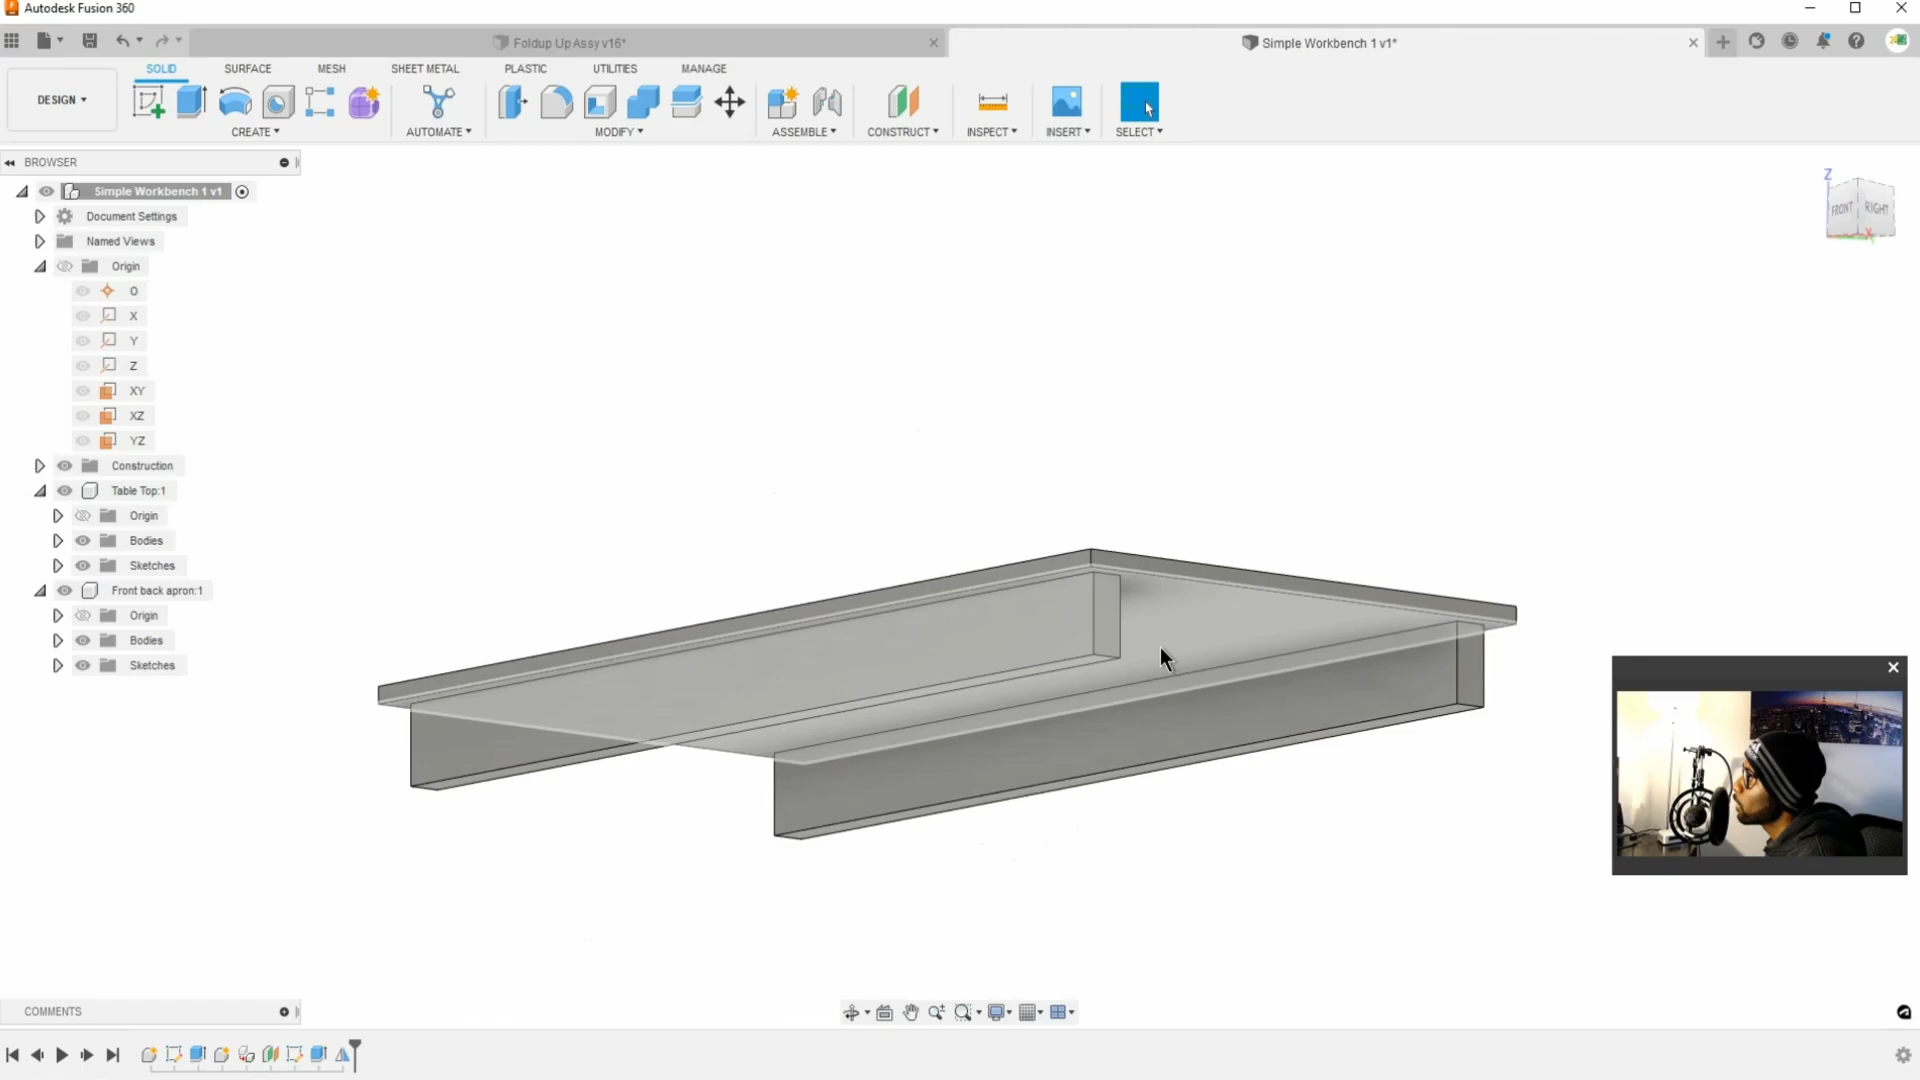 Autodesk Fusion 360
Foldup Up Assy v16*
Simple Workbench 1 v1*
SOLID SURFACE MESH SHEET METAL PLASTIC UTILITIES MANAGE
DESIGN
CREATE AUTOMATE MODIFY ASSEMBLE CONSTRUCT INSPECT INSERT SELECT
BROWSER
Simple Workbench 1 v1
Document Settings
Named Views
Origin
O
X
Y
Z
XY
XZ
YZ
Construction
Table Top:1
Origin
Bodies
Sketches
Front back apron:1
Origin
Bodies
Sketches
Z
FRONT RIGHT
X
COMMENTS